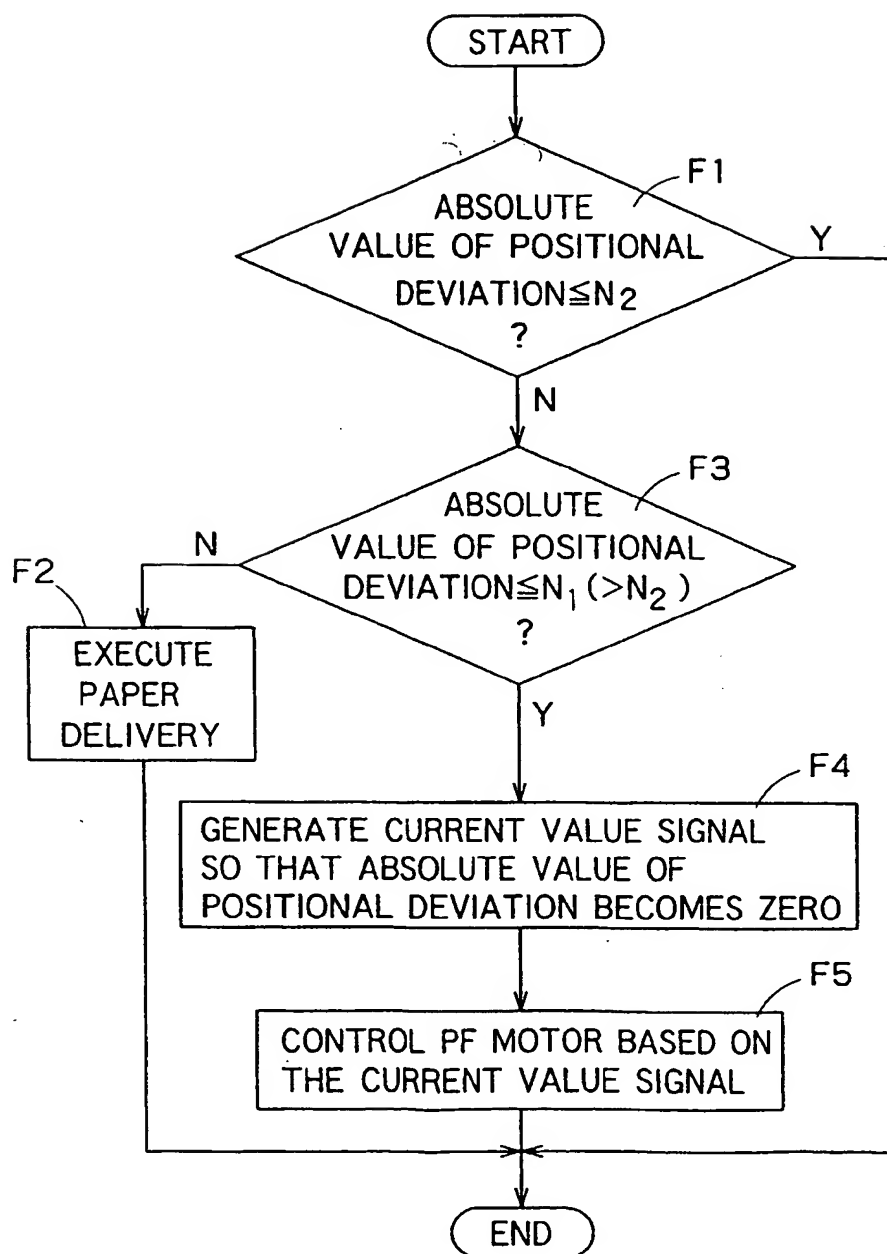 START
F1
ABSOLUTE
VALUE OF POSITIONAL
DEVIATION≦N2
?
Y
N
F3
ABSOLUTE
VALUE OF POSITIONAL
DEVIATION≦N1 (>N2)
?
N
F2
EXECUTE
PAPER
DELIVERY
Y
F4
GENERATE CURRENT VALUE SIGNAL
SO THAT ABSOLUTE VALUE OF
POSITIONAL DEVIATION BECOMES ZERO
F5
CONTROL PF MOTOR BASED ON
THE CURRENT VALUE SIGNAL
END